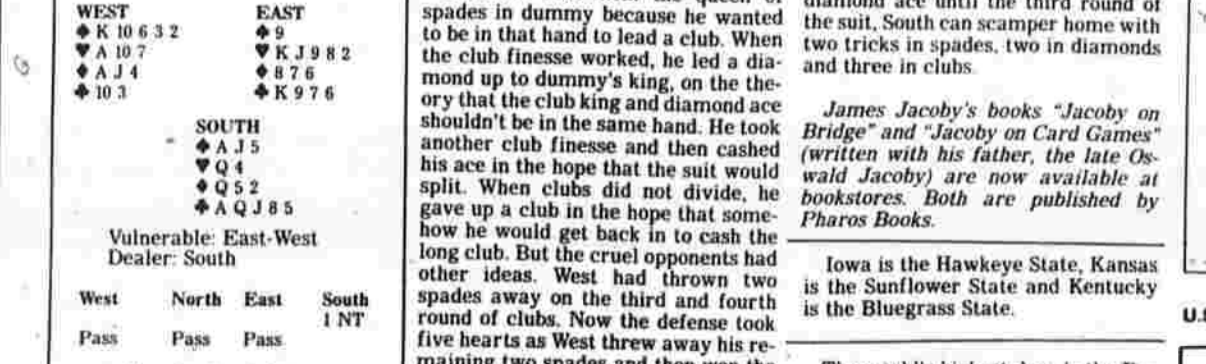 WEST EAST
♠ K 10 6 3 2 ♠ 9
♥ A 10 7 ♥ K J 9 8 2
♦ A J 4 ♦ 8 7 6
♣ 10 3 ♣ K 9 7 6
SOUTH
♠ A J 5
♥ Q 4
♦ Q 5 2
♣ A Q J 8 5
Vulnerable: East-West
Dealer: South
West North East South
1 NT
Pass Pass Pass
spades in dummy because he wanted
to be in that hand to lead a club. When
the club finesse worked, he led a dia-
mond up to dummy's king, on the the-
ory that the club king and diamond ace
shouldn't be in the same hand. He took
another club finesse and then cashed
his ace in the hope that the suit would
split. When clubs did not divide, he
gave up a club in the hope that some-
how he would get back in to cash the
long club. But the cruel opponents had
other ideas. West had thrown two
spades away on the third and fourth
round of clubs. Now the defense took
five hearts as West threw away his re-
maining two spades and then won the
diamond ace until the third round of
the suit, South can scamper home with
two tricks in spades, two in diamonds
and three in clubs.
James Jacoby's books "Jacoby on
Bridge" and "Jacoby on Card Games"
(written with his father, the late Os-
wald Jacoby) are now available at
bookstores. Both are published by
Pharos Books.
Iowa is the Hawkeye State, Kansas
is the Sunflower State and Kentucky
is the Bluegrass State.